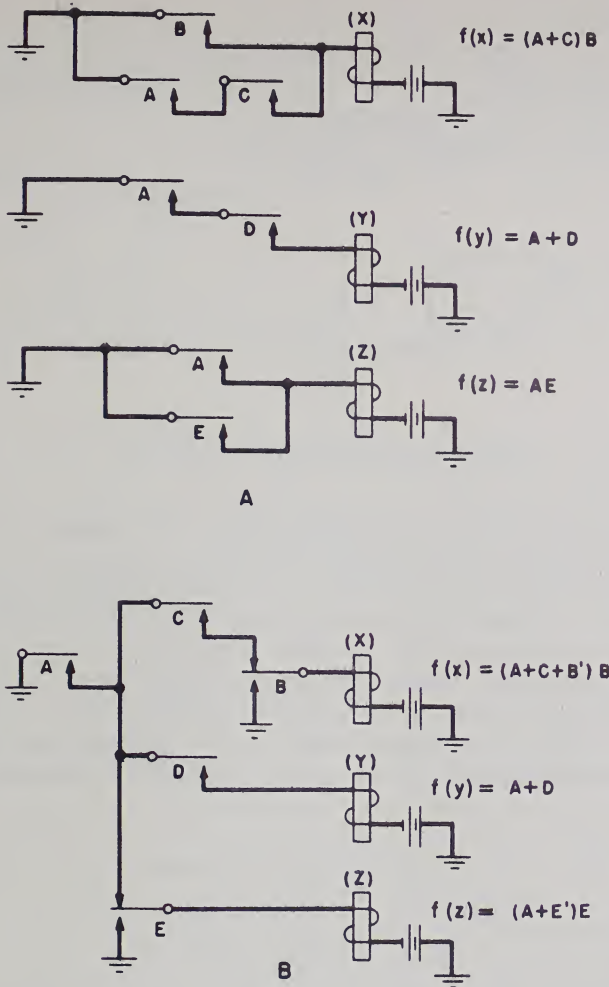 (X)
f(x) = (A+C) B
B
A
C
A
D
(Y)
f(y) = A + D
A
(Z)
f(z) = AE
E
A
C
A
(X)
B
f(x) = (A+C+B') B
D
(Y)
f(y) = A+D
(Z)
E
f(z) = (A+E')E
B